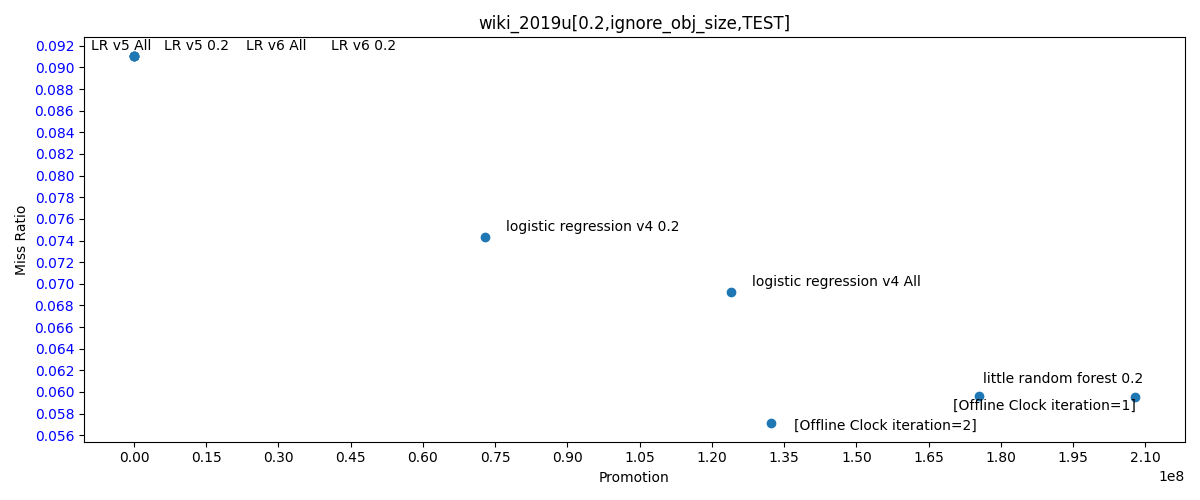 wiki_2019u[0.2,ignore_obj_size,TEST]
LR v5 All LR v5 0.2 LR v6 All LR v6 0.2
0.092
0.090
0.088
0.086
0.084
0.082
0.080
0.078
0.076
0.074
0.072
0.070
0.068
0.066
0.064
0.062
0.060
0.058
0.056
Miss Ratio
logistic regression v4 0.2
logistic regression v4 All
little random forest 0.2
[Offline Clock iteration=1]
[Offline Clock iteration=2]
0.00 0.15 0.30 0.45 0.60 0.75 0.90 1.05 1.20 1.35 1.50 1.65 1.80 1.95 2.10
Promotion
1e8